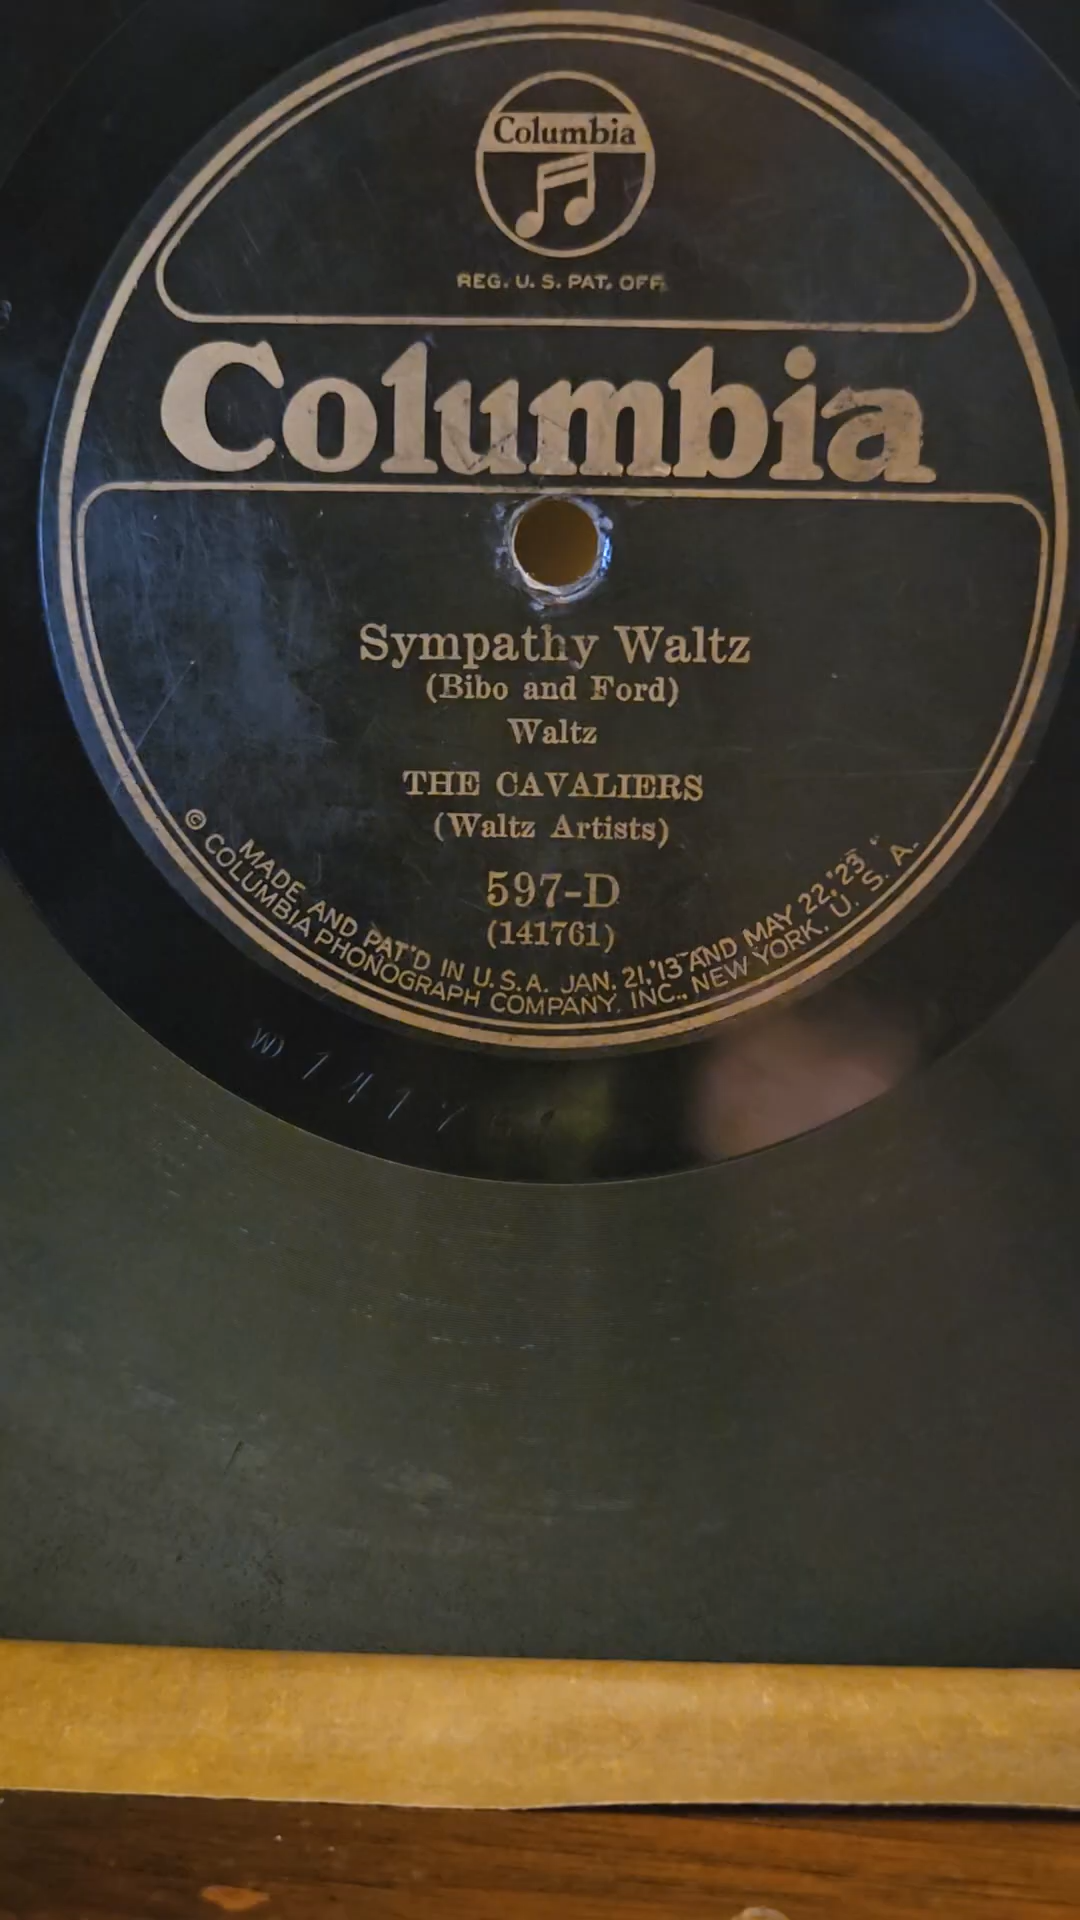 Columbia
REG. U. S. PAT. OFF.
Columbia
Sympathy Waltz
(Bibo and Ford)
Waltz
THE CAVALIERS
(Waltz Artists)
597-D
(141761)
MADE AND PAT'D IN U.S.A. JAN. 21,'13 AND MAY 22,'23
© COLUMBIA PHONOGRAPH COMPANY, INC., NEW YORK. U. S. A.
W 1417